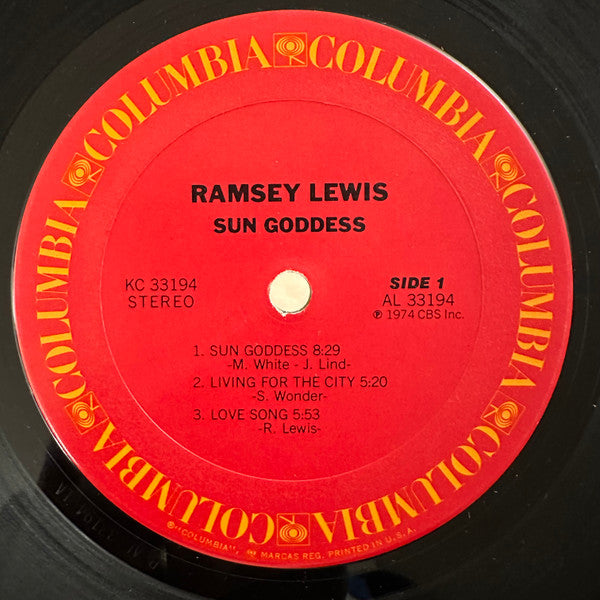 COLUMBIA COLUMBIA COLUMBIA COLUMBIA COLUMBIA COLUMBIA
RAMSEY LEWIS
SUN GODDESS
KC 33194
STEREO
SIDE 1
AL 33194
℗ 1974 CBS Inc.
1. SUN GODDESS 8:29
-M. White - J. Lind-
2. LIVING FOR THE CITY 5:20
-S. Wonder-
3. LOVE SONG 5:53
-R. Lewis-
©"COLUMBIA", MARCAS REG. PRINTED IN U.S.A.